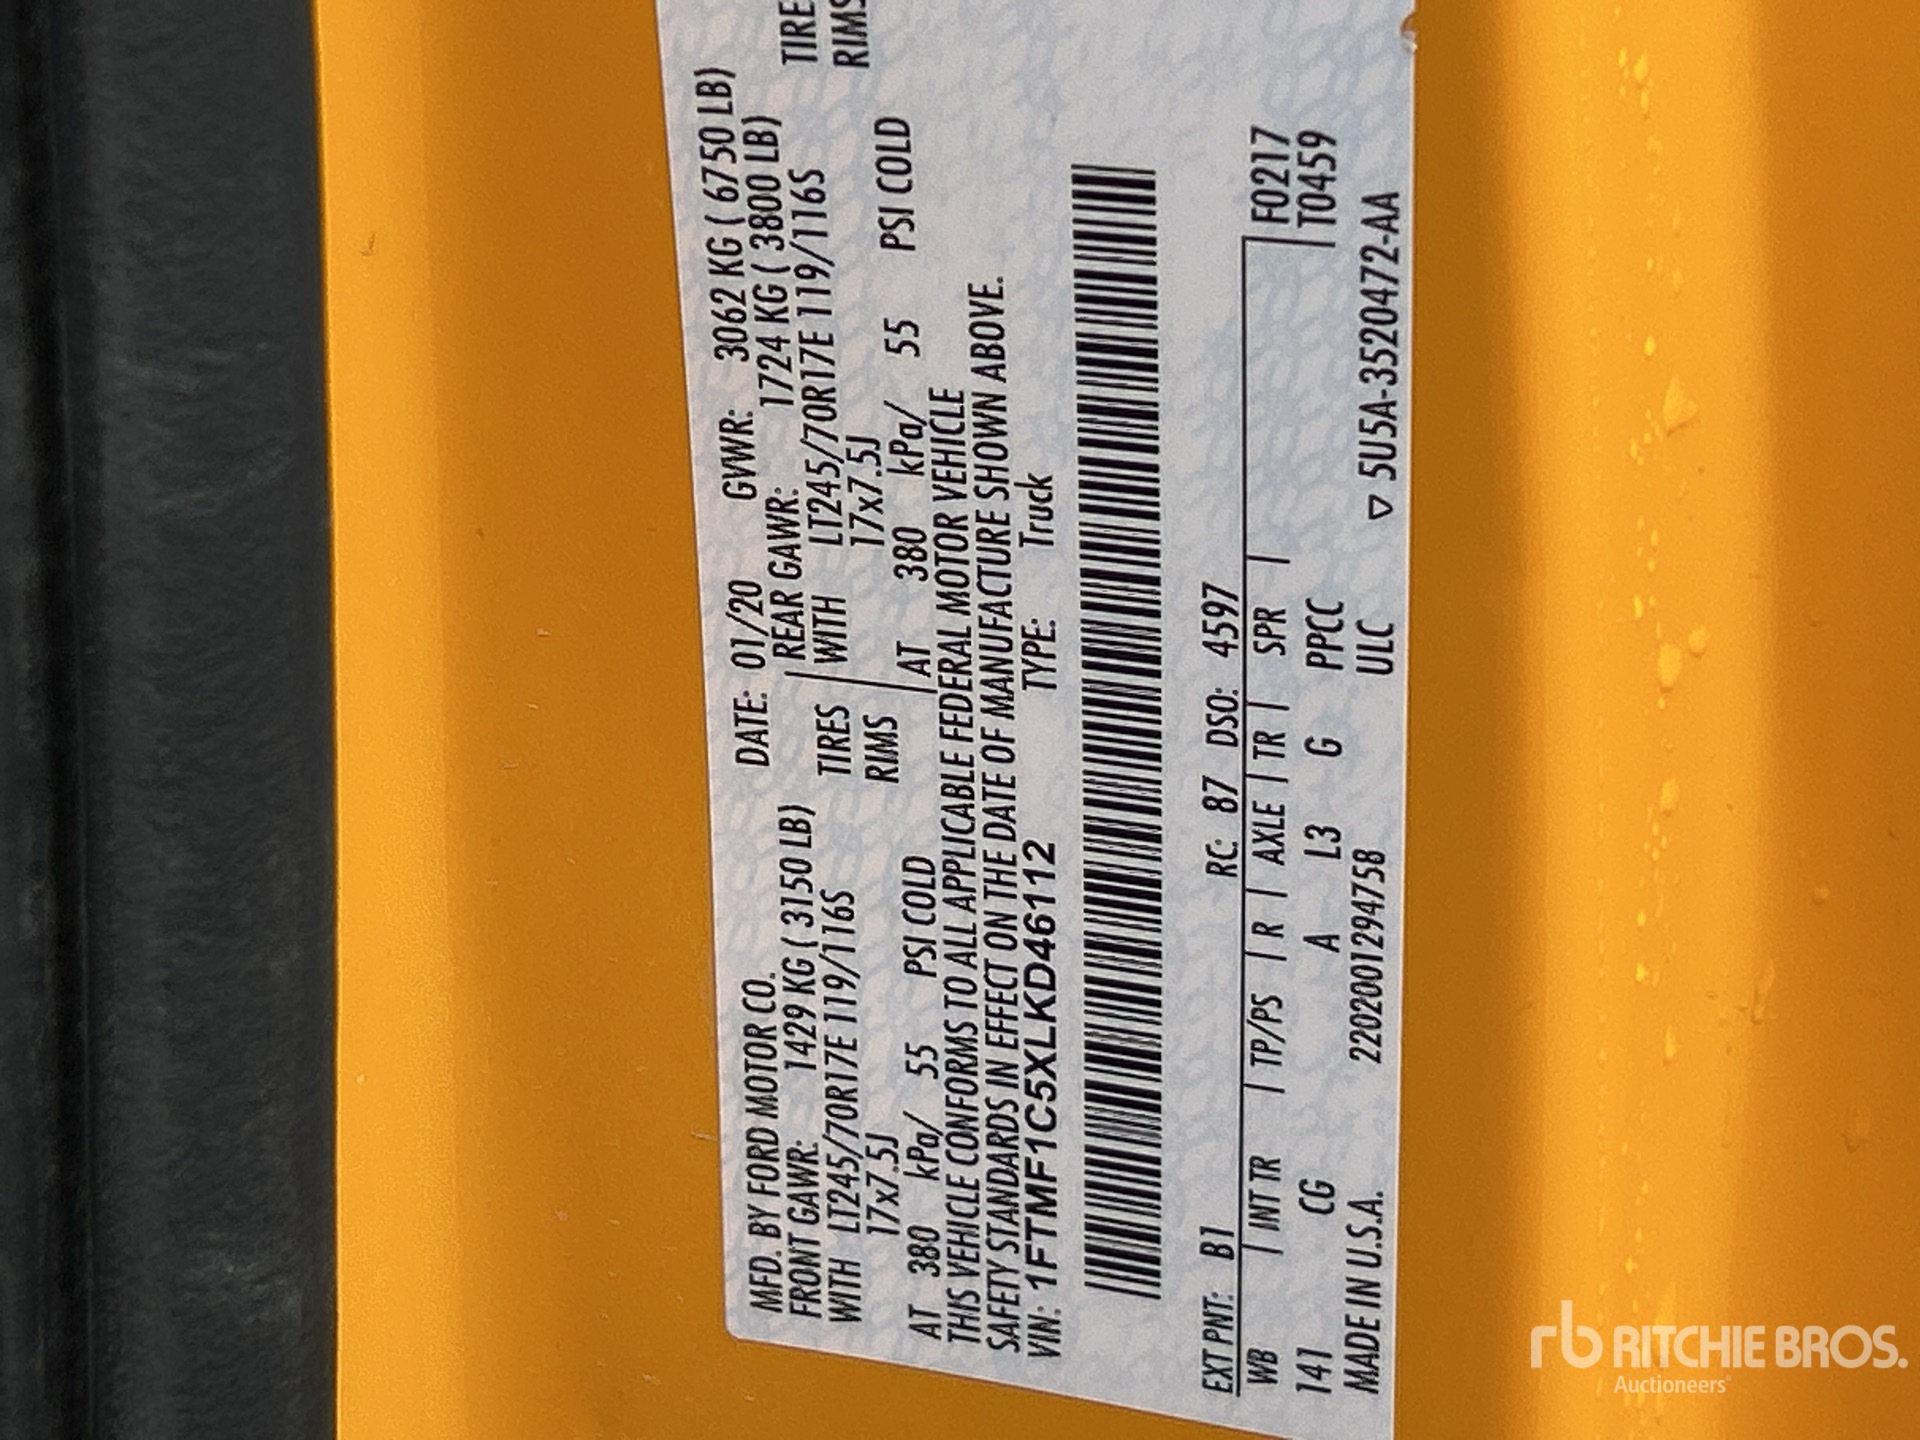 MFD. BY FORD MOTOR CO.
DATE: 01/20 GVWR: 3062 KG ( 6750 LB)
FRONT GAWR: 1429 KG ( 3150 LB)
REAR GAWR: 1724 KG ( 3800 LB)
WITH LT245/70R17E 119/116S TIRES
WITH LT245/70R17E 119/116S TIRE
17x7.5J RIMS
17x7.5J RIMS
AT 380 kPa/ 55 PSI COLD
AT 380 kPa/ 55 PSI COLD
THIS VEHICLE CONFORMS TO ALL APPLICABLE FEDERAL MOTOR VEHICLE
SAFETY STANDARDS IN EFFECT ON THE DATE OF MANUFACTURE SHOWN ABOVE.
VIN: 1FTMF1C5XLKD46112 TYPE: Truck
EXT PNT: B1 RC: 87 DSO: 4597
WB | INT TR | TP/PS | R | AXLE | TR | SPR | F0217
141 CG A L3 G PPCC T0459
MADE IN U.S.A. 2202001294758 ULC ▽ 5U5A-3520472-AA
rb RITCHIE BROS.
Auctioneers